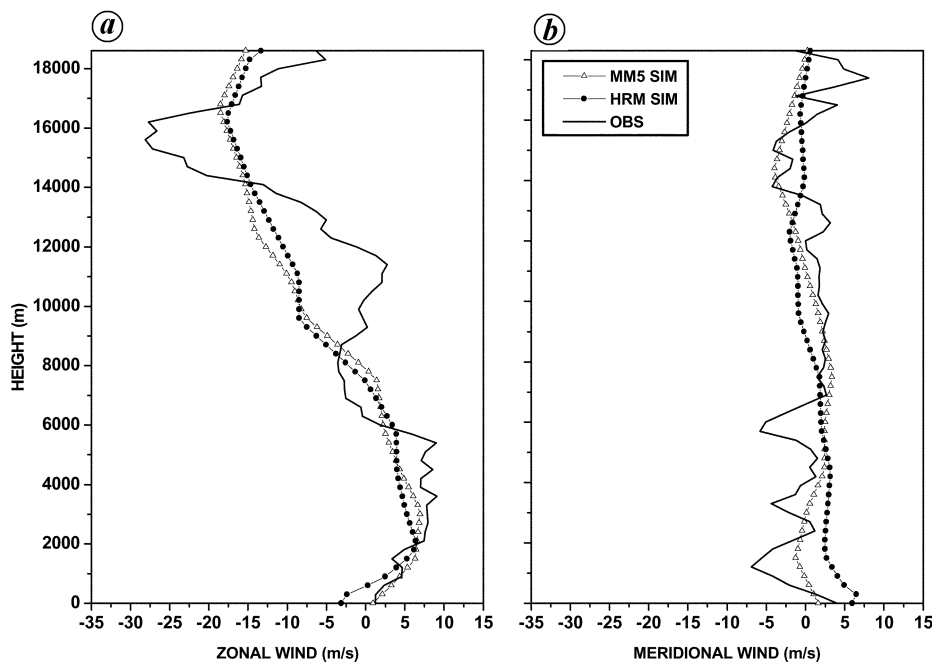 a
b
MM5 SIM
HRM SIM
OBS
18000
16000
14000
12000
10000
8000
6000
4000
2000
0
HEIGHT (m)
-35 -30 -25 -20 -15 -10 -5 0 5 10 15
-35 -30 -25 -20 -15 -10 -5 0 5 10 15
ZONAL WIND (m/s)
MERIDIONAL WIND (m/s)